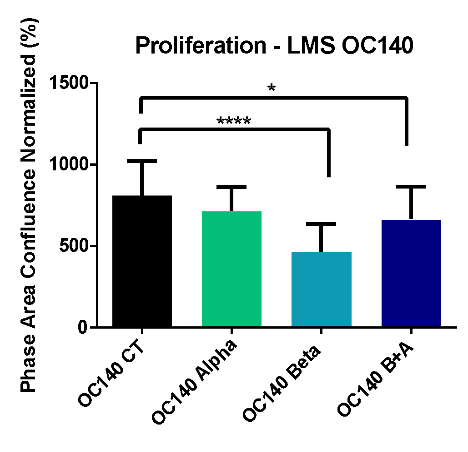 Proliferation - LMS OC140
Phase Area Confluence Normalized (%)
1500
1000
500
0
*
****
OC140 CT
OC140 Alpha
OC140 Beta
OC140 B+A